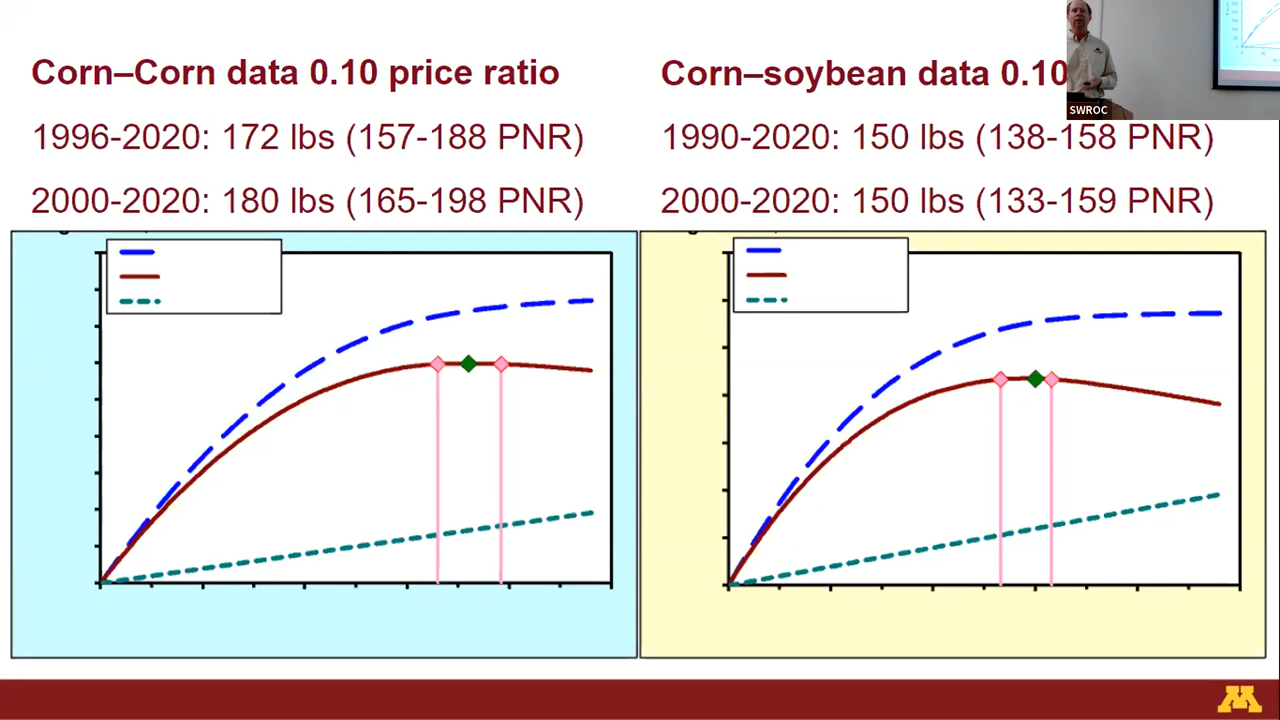 Corn–Corn data 0.10 price ratio
1996-2020: 172 lbs (157-188 PNR)
2000-2020: 180 lbs (165-198 PNR)
Corn–soybean data 0.10
1990-2020: 150 lbs (138-158 PNR)
2000-2020: 150 lbs (133-159 PNR)
SWROC
M